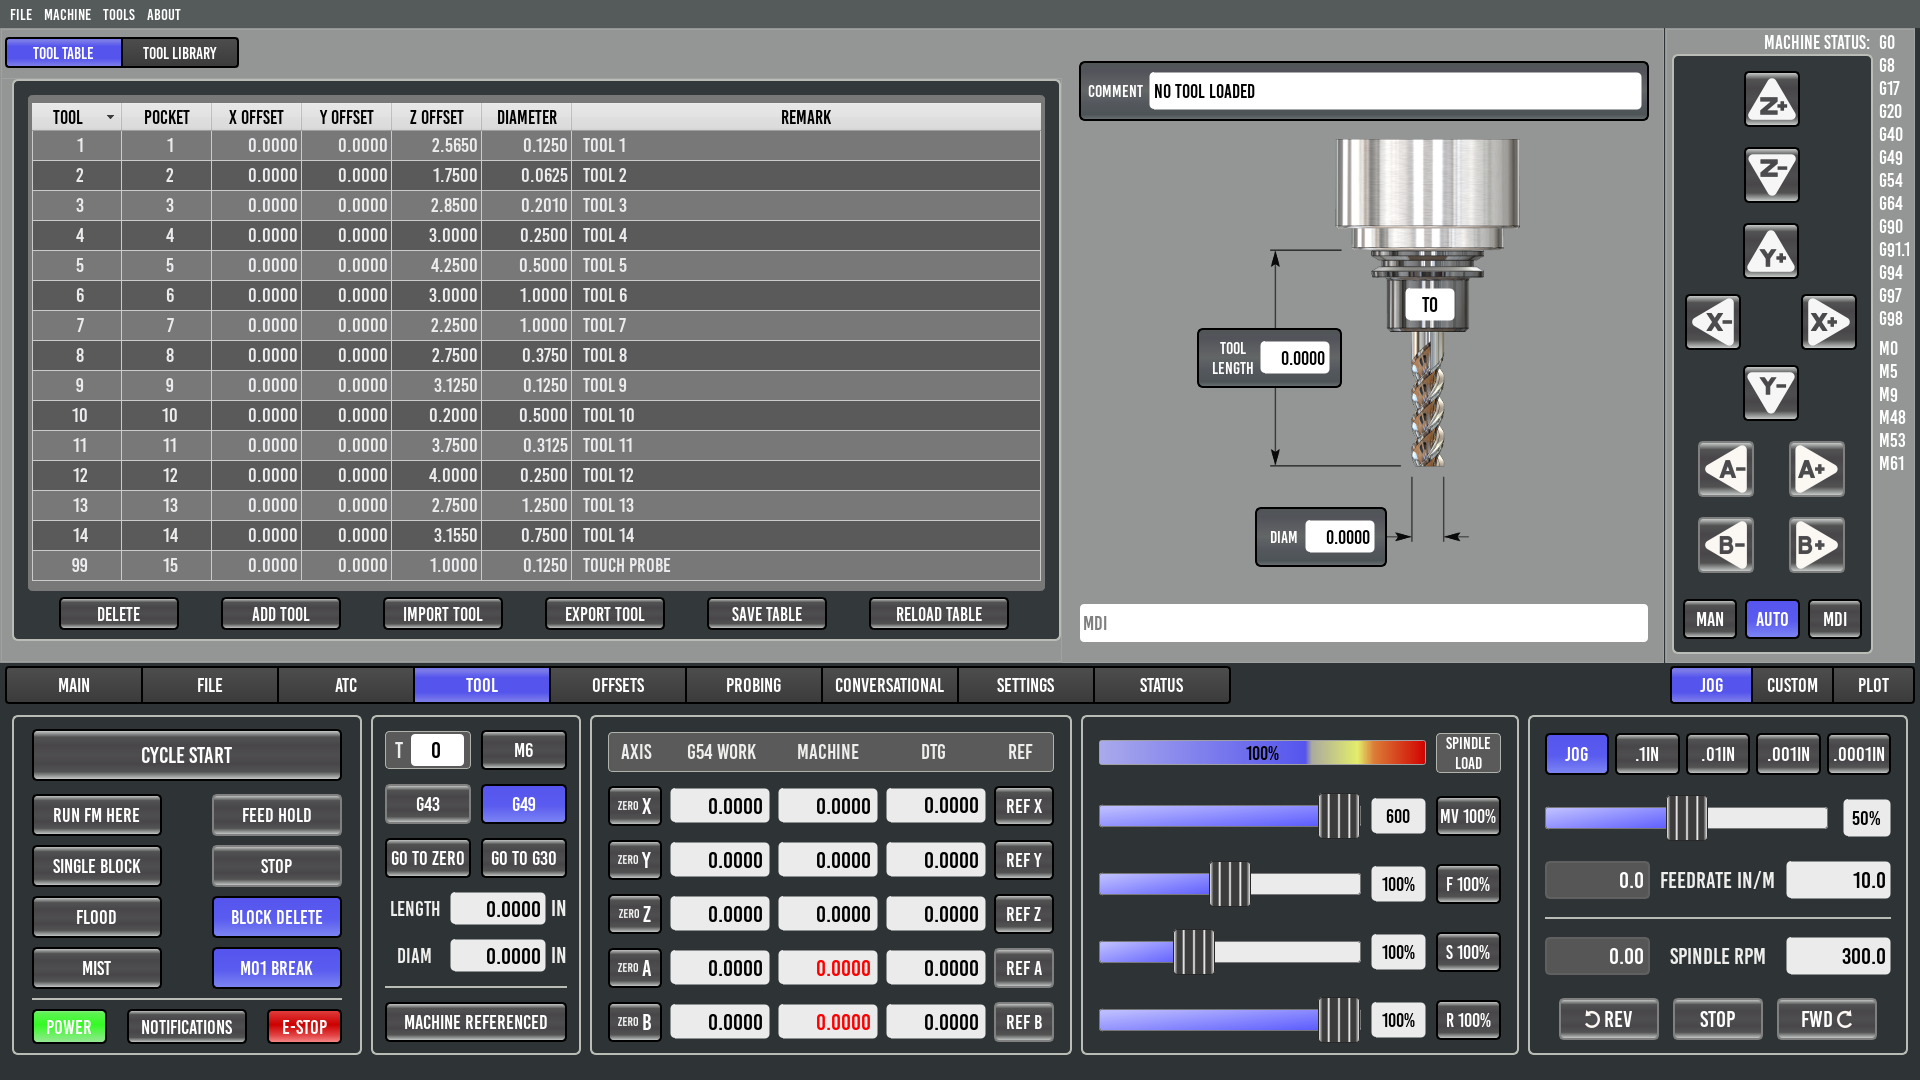 FILE MACHINE TOOLS ABOUT
TOOL TABLE TOOL LIBRARY
TOOL POCKET X OFFSET Y OFFSET Z OFFSET DIAMETER REMARK
1 1 0.0000 0.0000 2.5650 0.1250 TOOL 1
2 2 0.0000 0.0000 1.7500 0.0625 TOOL 2
3 3 0.0000 0.0000 2.8500 0.2010 TOOL 3
4 4 0.0000 0.0000 3.0000 0.2500 TOOL 4
5 5 0.0000 0.0000 4.2500 0.5000 TOOL 5
6 6 0.0000 0.0000 3.0000 1.0000 TOOL 6
7 7 0.0000 0.0000 2.2500 1.0000 TOOL 7
8 8 0.0000 0.0000 2.7500 0.3750 TOOL 8
9 9 0.0000 0.0000 3.1250 0.1250 TOOL 9
10 10 0.0000 0.0000 0.2000 0.5000 TOOL 10
11 11 0.0000 0.0000 3.7500 0.3125 TOOL 11
12 12 0.0000 0.0000 4.0000 0.2500 TOOL 12
13 13 0.0000 0.0000 2.7500 1.2500 TOOL 13
14 14 0.0000 0.0000 3.1550 0.7500 TOOL 14
99 15 0.0000 0.0000 1.0000 0.1250 TOUCH PROBE
DELETE ADD TOOL IMPORT TOOL EXPORT TOOL SAVE TABLE RELOAD TABLE
COMMENT NO TOOL LOADED
T0
TOOL
LENGTH 0.0000
DIAM 0.0000
MDI
MACHINE STATUS: G0
G8
G17
G20
G40
G49
G54
G64
G90
G91.1
G94
G97
G98
M0
M5
M9
M48
M53
M61
Z+
Z-
Y+
X- X+
Y-
A- A+
B- B+
MAN AUTO MDI
MAIN FILE ATC TOOL OFFSETS PROBING CONVERSATIONAL SETTINGS STATUS
JOG CUSTOM PLOT
CYCLE START
RUN FM HERE FEED HOLD
SINGLE BLOCK STOP
FLOOD BLOCK DELETE
MIST M01 BREAK
POWER NOTIFICATIONS E-STOP
T 0 M6
G43 G49
GO TO ZERO GO TO G30
LENGTH 0.0000 IN
DIAM 0.0000 IN
MACHINE REFERENCED
AXIS G54 WORK MACHINE DTG REF
ZERO X 0.0000 0.0000 0.0000 REF X
ZERO Y 0.0000 0.0000 0.0000 REF Y
ZERO Z 0.0000 0.0000 0.0000 REF Z
ZERO A 0.0000 0.0000 0.0000 REF A
ZERO B 0.0000 0.0000 0.0000 REF B
100% SPINDLE
LOAD
600 MV 100%
100% F 100%
100% S 100%
100% R 100%
JOG .1IN .01IN .001IN .0001IN
50%
0.0 FEEDRATE IN/M 10.0
0.00 SPINDLE RPM 300.0
REV STOP FWD